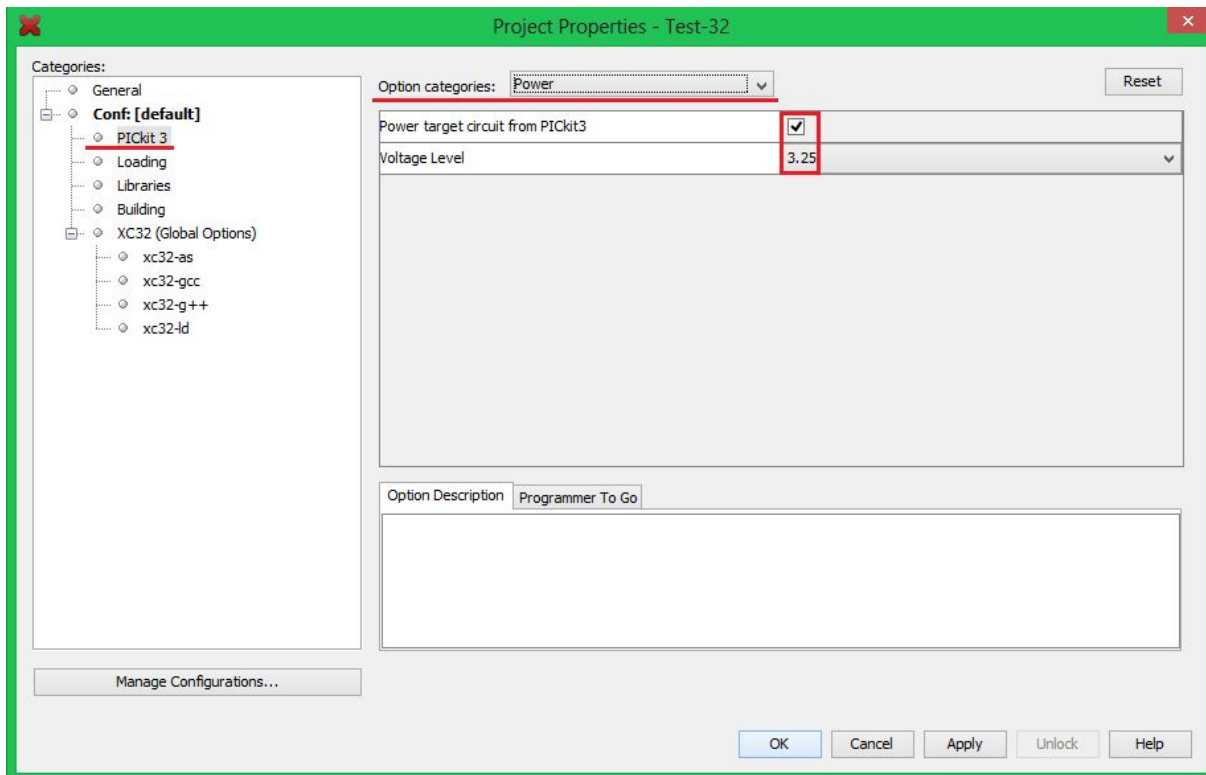 Project Properties - Test-32
Categories:
General
Conf: [default]
PICkit 3
Loading
Libraries
Building
XC32 (Global Options)
xc32-as
xc32-gcc
xc32-g++
xc32-ld
Manage Configurations...
Option categories: Power
Reset
Power target circuit from PICkit3
Voltage Level 3.25
Option Description Programmer To Go
OK Cancel Apply Unlock Help